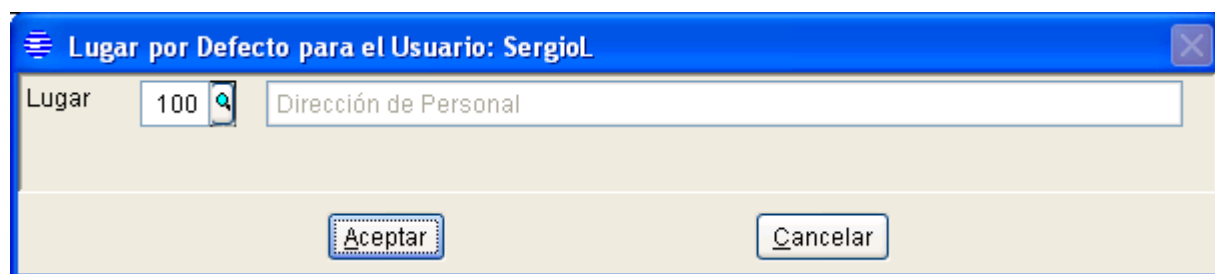 Lugar por Defecto para el Usuario: SergioL
Lugar 100 Dirección de Personal
Aceptar Cancelar